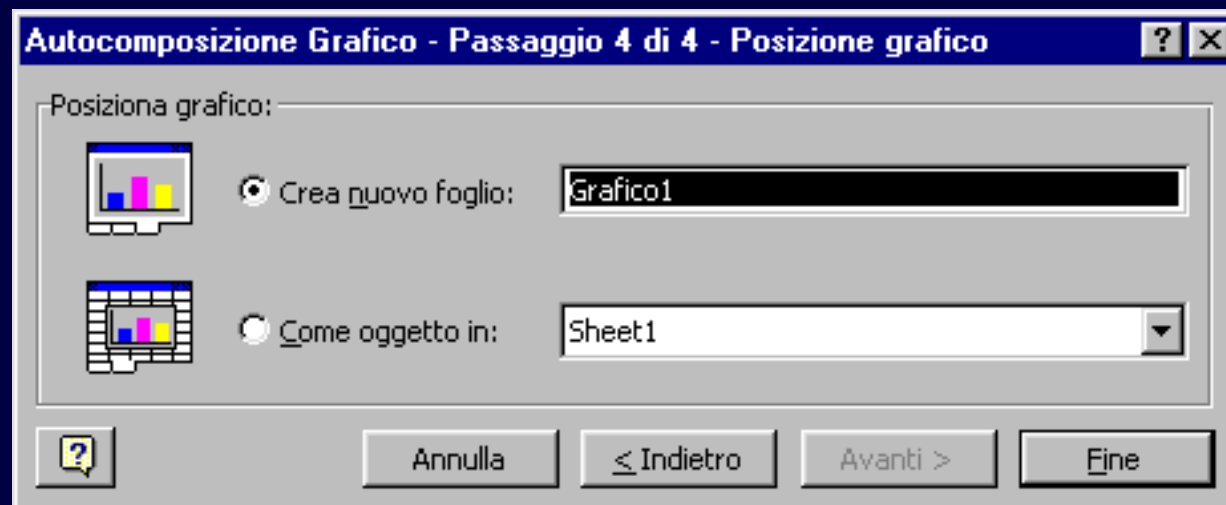 Autocomposizione Grafico - Passaggio 4 di 4 - Posizione grafico ? X
Posiziona grafico:
Crea nuovo foglio: Grafico1
Come oggetto in: Sheet1
? Annulla < Indietro Avanti > Fine